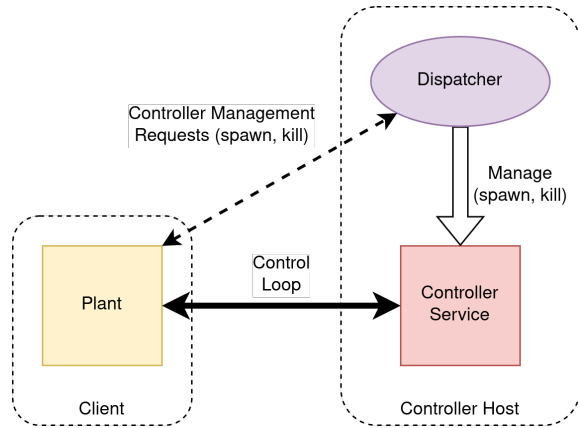 Dispatcher
Controller Management
Requests (spawn, kill)
Manage
(spawn, kill)
Control
Loop
Plant
Controller
Service
Client
Controller Host